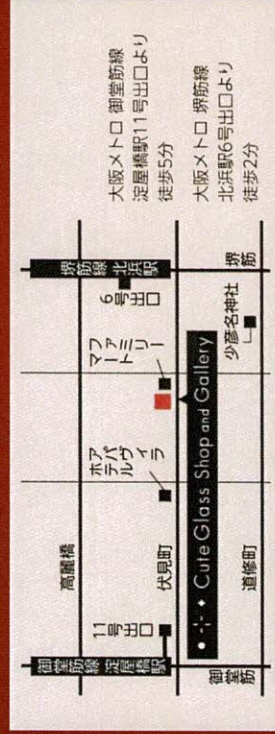 御堂筋線 淀屋橋駅
高麗橋
堺筋線 北浜駅
11号出口
アパヴィラ
ホテル
ファミリー
マート
6号出口
伏見町
Cute Glass Shop and Gallery
御堂筋
道修町
少彦名神社
堺筋
大阪メトロ 御堂筋線
淀屋橋駅11号出口より
徒歩5分
大阪メトロ 堺筋線
北浜駅6号出口より
徒歩2分